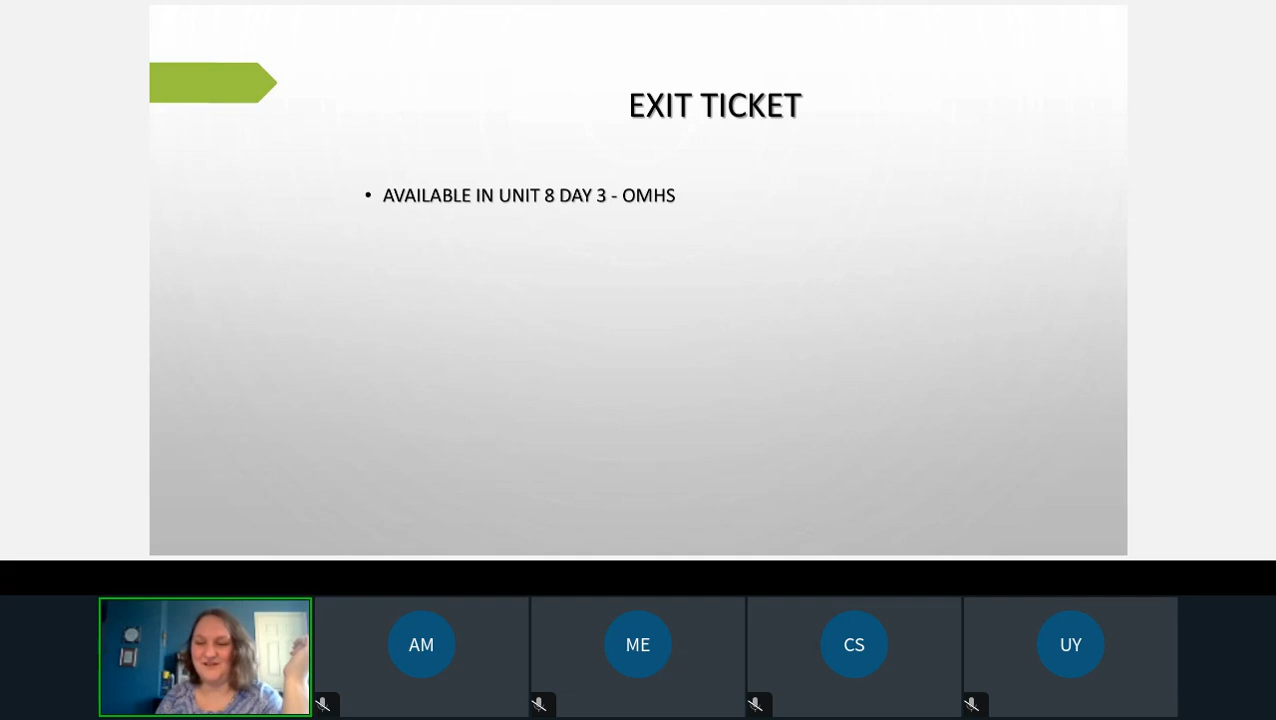 EXIT TICKET
• AVAILABLE IN UNIT 8 DAY 3 - OMHS
AM
ME
CS
UY